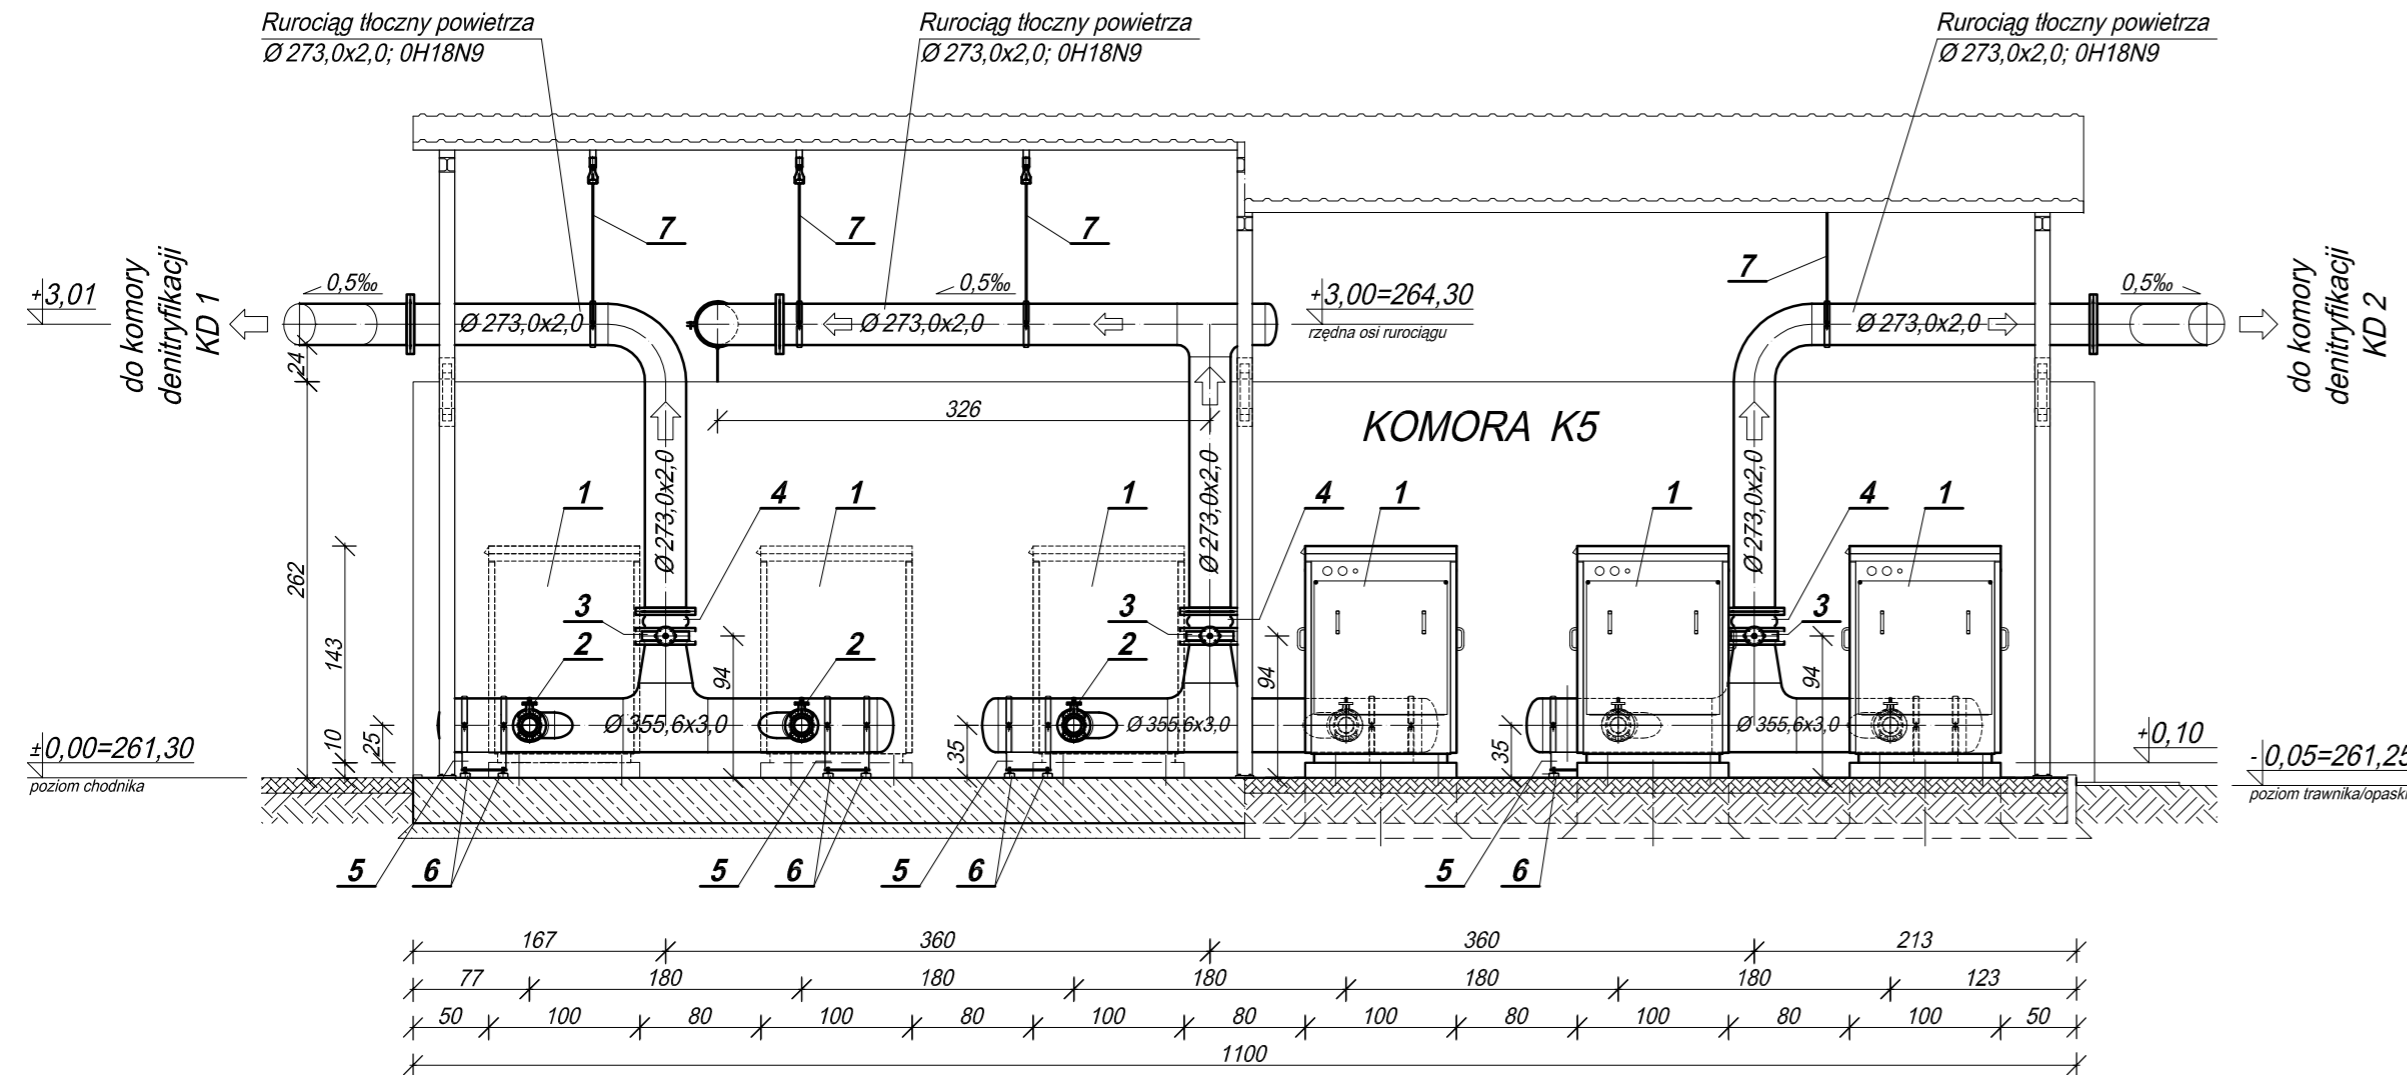 Rurociąg tłoczny powietrza
Ø 273,0x2,0; 0H18N9
Rurociąg tłoczny powietrza
Ø 273,0x2,0; 0H18N9
Rurociąg tłoczny powietrza
Ø 273,0x2,0; 0H18N9
7
7
7
7
+3,01
do komory
denitryfikacji
KD 1
0,5‰
0,5‰
+3,00=264,30
rzędna osi rurociągu
0,5‰
do komory
denitryfikacji
KD 2
Ø 273,0x2,0
Ø 273,0x2,0
Ø 273,0x2,0
24
326
KOMORA K5
262
143
10
25
Ø 273,0x2,0
Ø 273,0x2,0
Ø 273,0x2,0
1
4
1
1
4
1
1
4
1
3
3
3
2
2
2
94
94
94
Ø 355,6x3,0
Ø 355,6x3,0
Ø 355,6x3,0
35
35
±0,00=261,30
poziom chodnika
+0,10
-0,05=261,25
poziom trawnika/opaski
5
6
5
6
5
6
5
6
167
360
360
213
77
180
180
180
180
180
123
50
100
80
100
80
100
80
100
80
100
80
100
50
1100